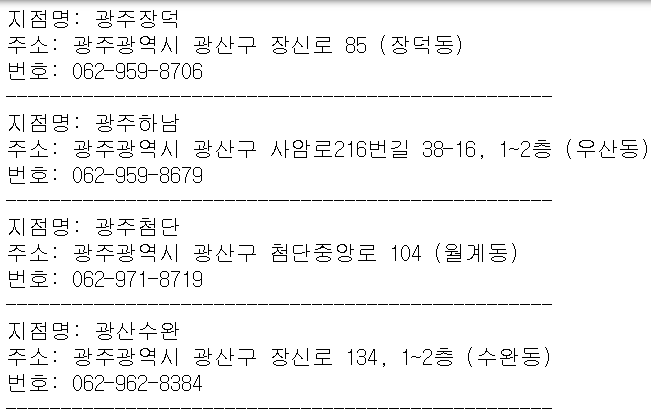 지점명: 광주장덕
주소: 광주광역시 광산구 장신로 85 (장덕동)
번호: 062-959-8706
--------------------------------------------------
지점명: 광주하남
주소: 광주광역시 광산구 사암로216번길 38-16, 1~2층 (우산동)
번호: 062-959-8679
--------------------------------------------------
지점명: 광주첨단
주소: 광주광역시 광산구 첨단중앙로 104 (월계동)
번호: 062-971-8719
--------------------------------------------------
지점명: 광산수완
주소: 광주광역시 광산구 장신로 134, 1~2층 (수완동)
번호: 062-962-8384
--------------------------------------------------